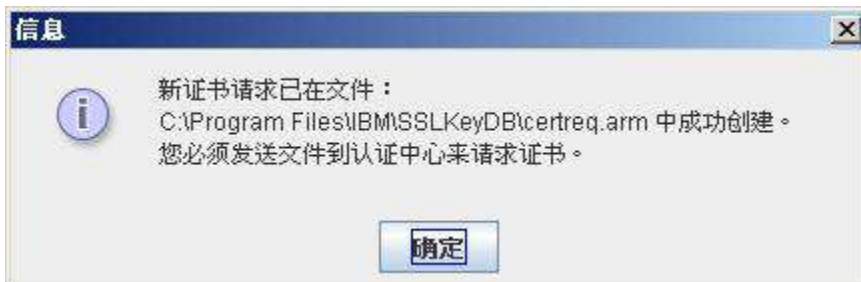 信息
新证书请求已在文件：
C:\Program Files\IBM\SSLKeyDB\certreq.arm 中成功创建。
您必须发送文件到认证中心来请求证书。
确定